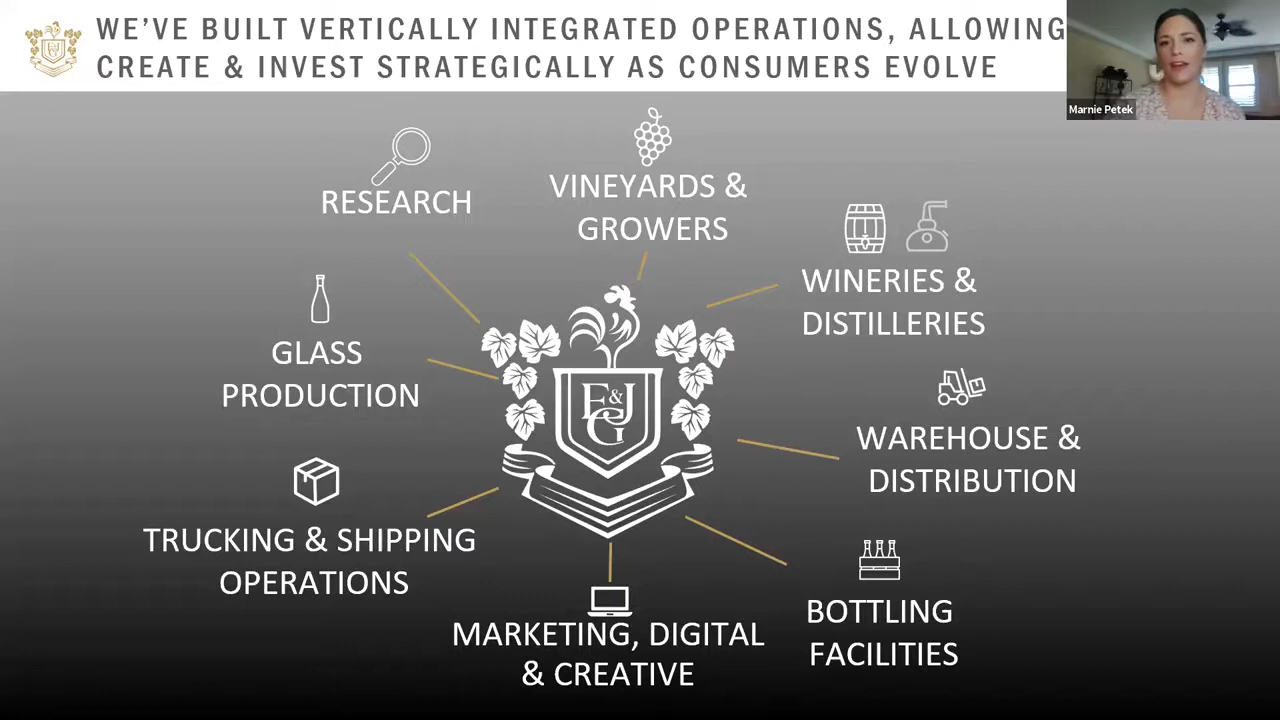 WE'VE BUILT VERTICALLY INTEGRATED OPERATIONS, ALLOWING
CREATE & INVEST STRATEGICALLY AS CONSUMERS EVOLVE
Marnie Petek
RESEARCH
VINEYARDS &
GROWERS
WINERIES &
DISTILLERIES
GLASS
PRODUCTION
E&J
G
WAREHOUSE &
DISTRIBUTION
TRUCKING & SHIPPING
OPERATIONS
MARKETING, DIGITAL
& CREATIVE
BOTTLING
FACILITIES